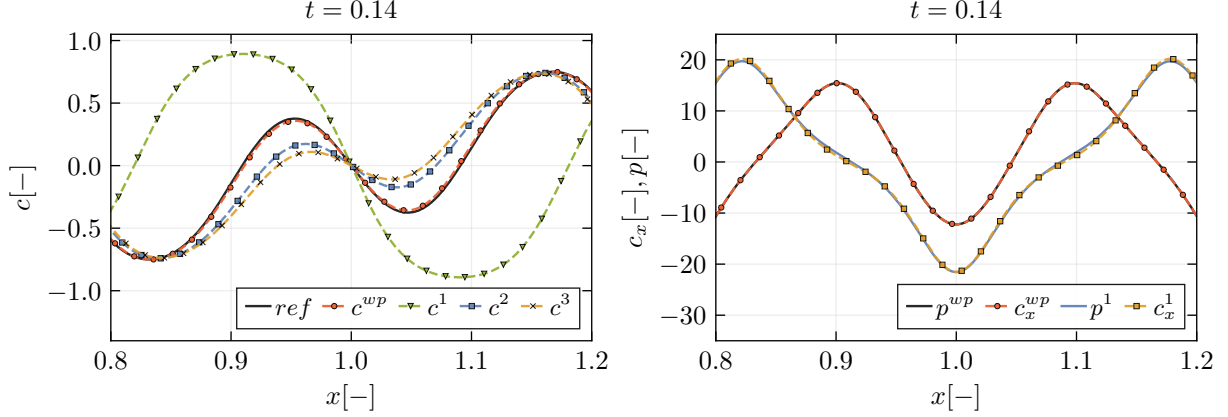 t = 0.14
1.0
0.5
0.0
−0.5
−1.0
c[−]
ref c^{wp} c^1 c^2 c^3
0.8 0.9 1.0 1.1 1.2
x[−]
t = 0.14
20
10
0
−10
−20
−30
c_x[−], p[−]
p^{wp} c_x^{wp} p^1 c_x^1
0.8 0.9 1.0 1.1 1.2
x[−]